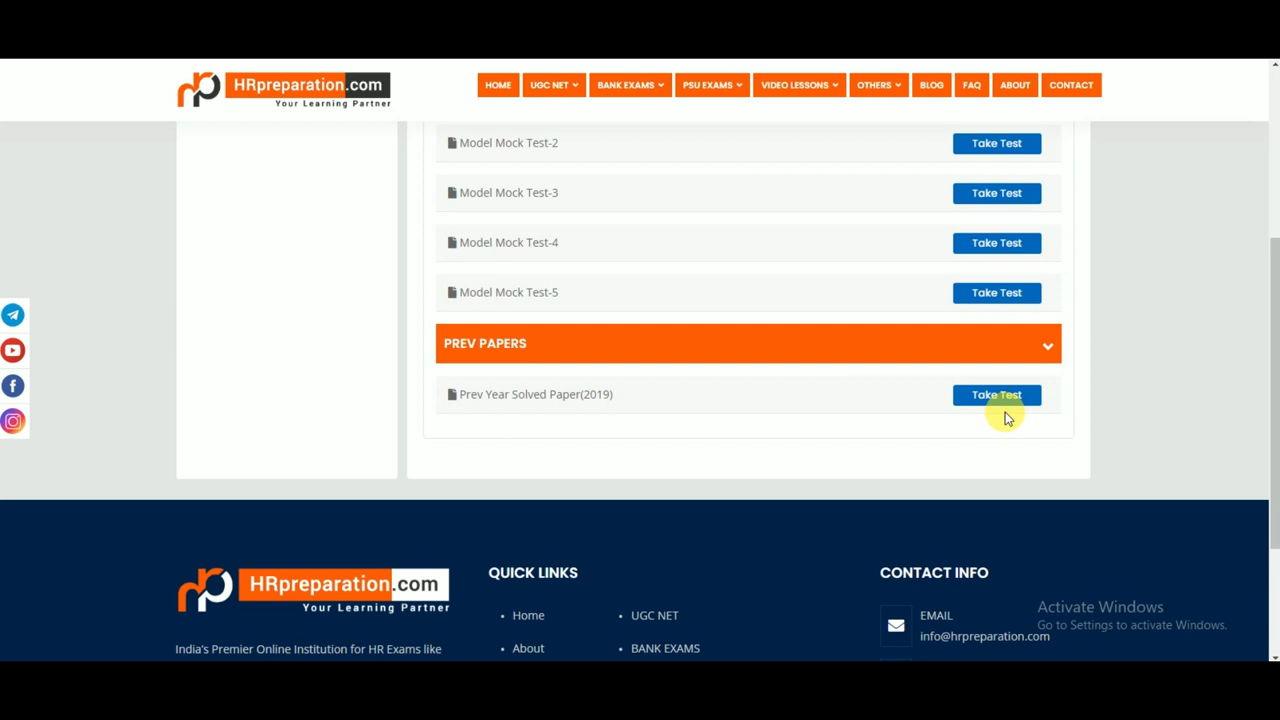 HRpreparation.com
Your Learning Partner
HOME UGC NET BANK EXAMS PSU EXAMS VIDEO LESSONS OTHERS BLOG FAQ ABOUT CONTACT
Model Mock Test-2 Take Test
Model Mock Test-3 Take Test
Model Mock Test-4 Take Test
Model Mock Test-5 Take Test
PREV PAPERS
Prev Year Solved Paper(2019) Take Test
HRpreparation.com
Your Learning Partner
India's Premier Online Institution for HR Exams like
QUICK LINKS
• Home • UGC NET
• About • BANK EXAMS
CONTACT INFO
EMAIL
info@hrpreparation.com
Activate Windows
Go to Settings to activate Windows.